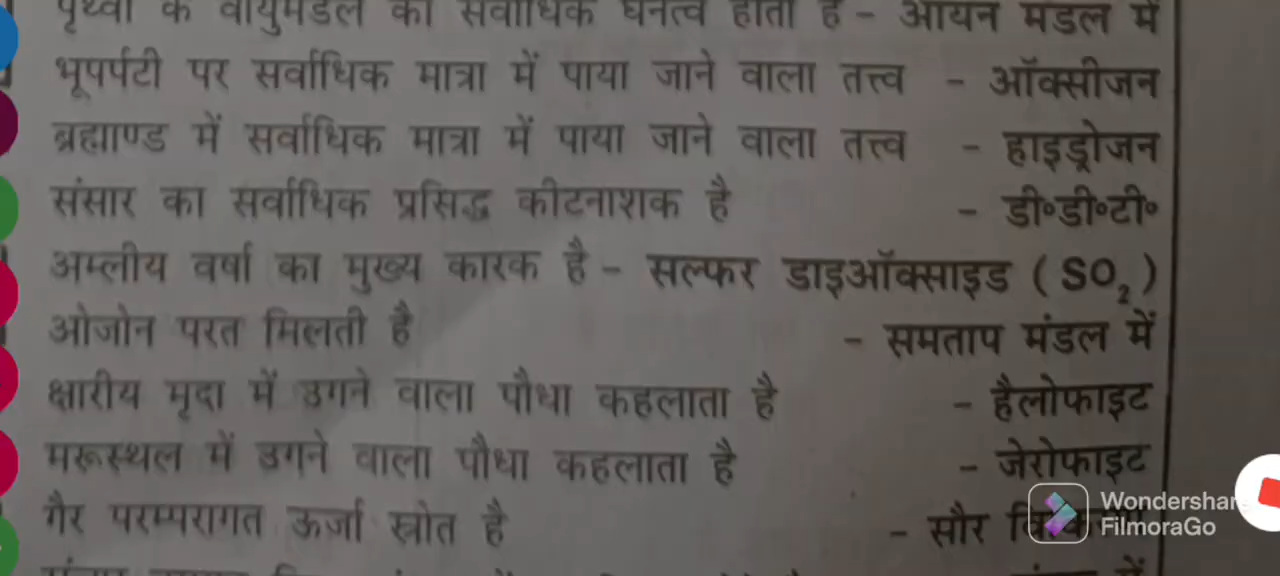 पृथ्वी के वायुमंडल का सर्वाधिक घनत्व होता है - आयन मंडल में
भूपर्पटी पर सर्वाधिक मात्रा में पाया जाने वाला तत्त्व - ऑक्सीजन
ब्रह्माण्ड में सर्वाधिक मात्रा में पाया जाने वाला तत्त्व - हाइड्रोजन
संसार का सर्वाधिक प्रसिद्ध कीटनाशक है - डी॰डी॰टी॰
अम्लीय वर्षा का मुख्य कारक है - सल्फर डाइऑक्साइड ( SO₂ )
ओजोन परत मिलती है - समताप मंडल में
क्षारीय मृदा में उगने वाला पौधा कहलाता है - हैलोफाइट
मरूस्थल में उगने वाला पौधा कहलाता है - जेरोफाइट
गैर परम्परागत ऊर्जा स्रोत है - सौर
Wondershare
FilmoraGo